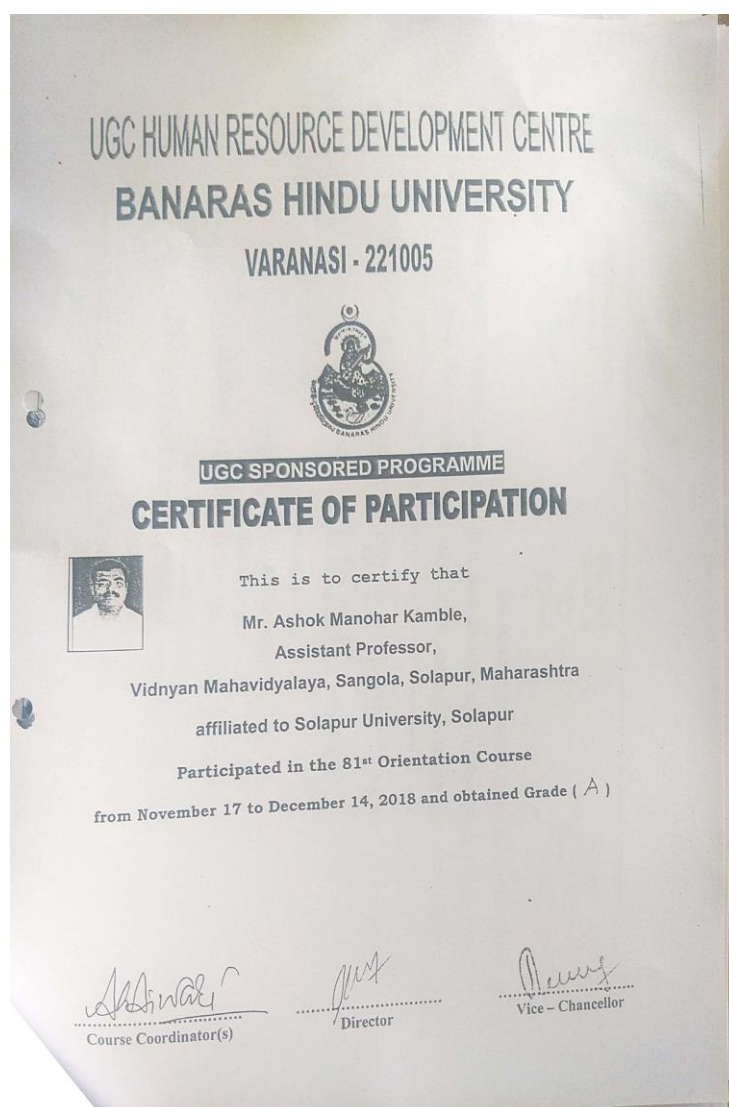 UGC HUMAN RESOURCE DEVELOPMENT CENTRE
BANARAS HINDU UNIVERSITY
VARANASI - 221005
BANARAS HINDU UNIVERSITY
UGC SPONSORED PROGRAMME
CERTIFICATE OF PARTICIPATION
This is to certify that
Mr. Ashok Manohar Kamble,
Assistant Professor,
Vidnyan Mahavidyalaya, Sangola, Solapur, Maharashtra
affiliated to Solapur University, Solapur
Participated in the 81st Orientation Course
from November 17 to December 14, 2018 and obtained Grade ( A )
Course Coordinator(s)
Director
Vice – Chancellor